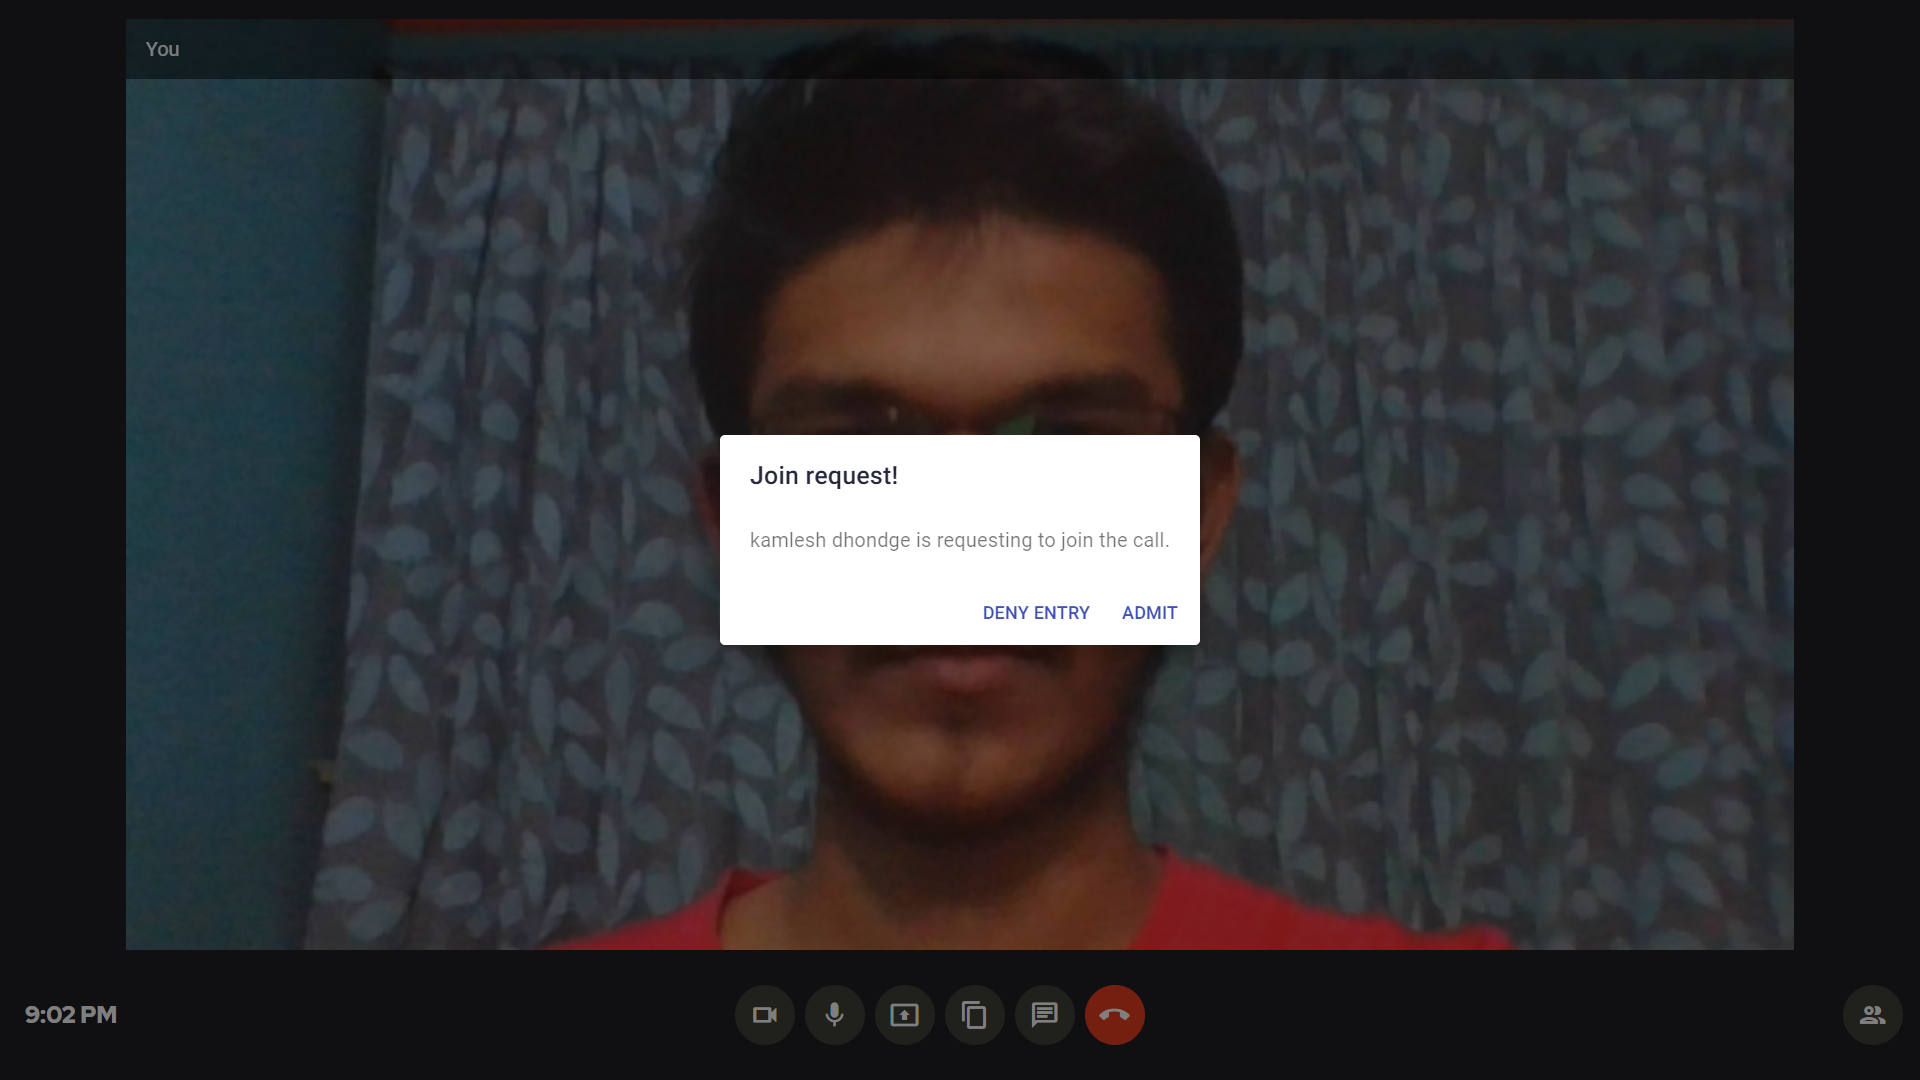 You
Join request!
kamlesh dhondge is requesting to join the call.
DENY ENTRY ADMIT
9:02 PM